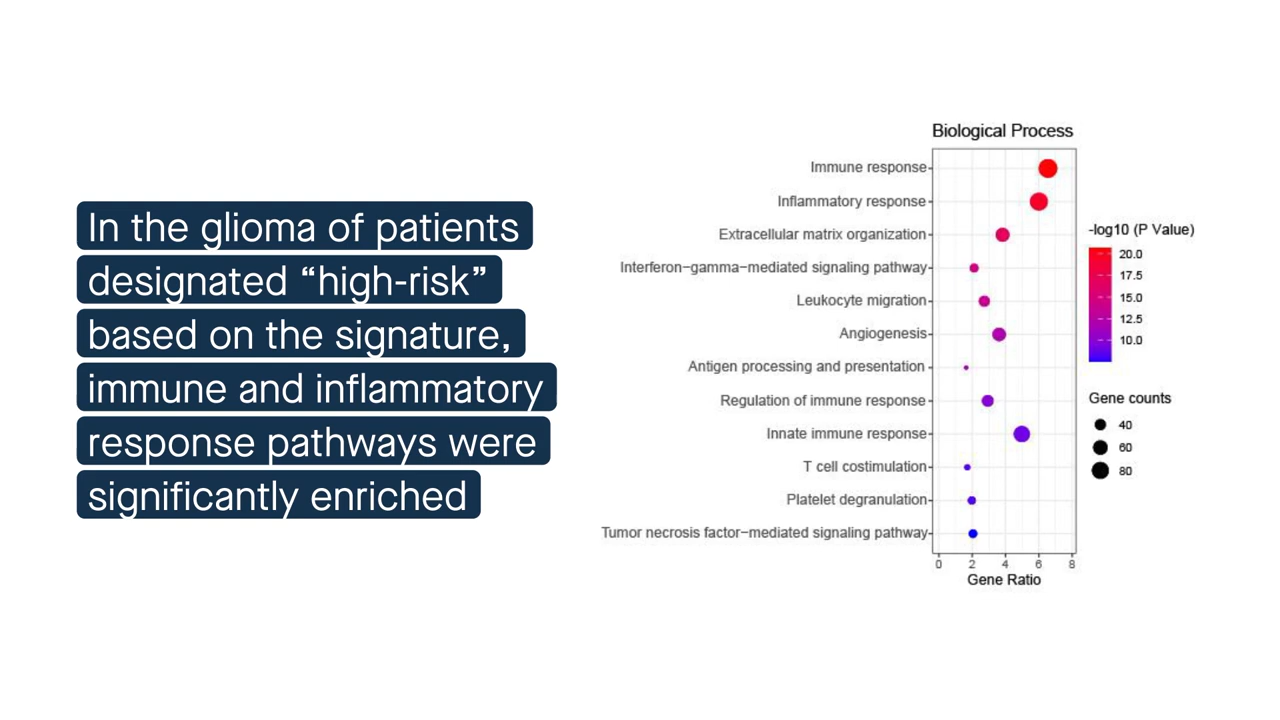 In the glioma of patients
designated “high-risk”
based on the signature,
immune and inflammatory
response pathways were
significantly enriched
Biological Process
Immune response
Inflammatory response
Extracellular matrix organization
Interferon−gamma−mediated signaling pathway
Leukocyte migration
Angiogenesis
Antigen processing and presentation
Regulation of immune response
Innate immune response
T cell costimulation
Platelet degranulation
Tumor necrosis factor−mediated signaling pathway
0 2 4 6 8
Gene Ratio
-log10 (P Value)
20.0
17.5
15.0
12.5
10.0
Gene counts
40
60
80